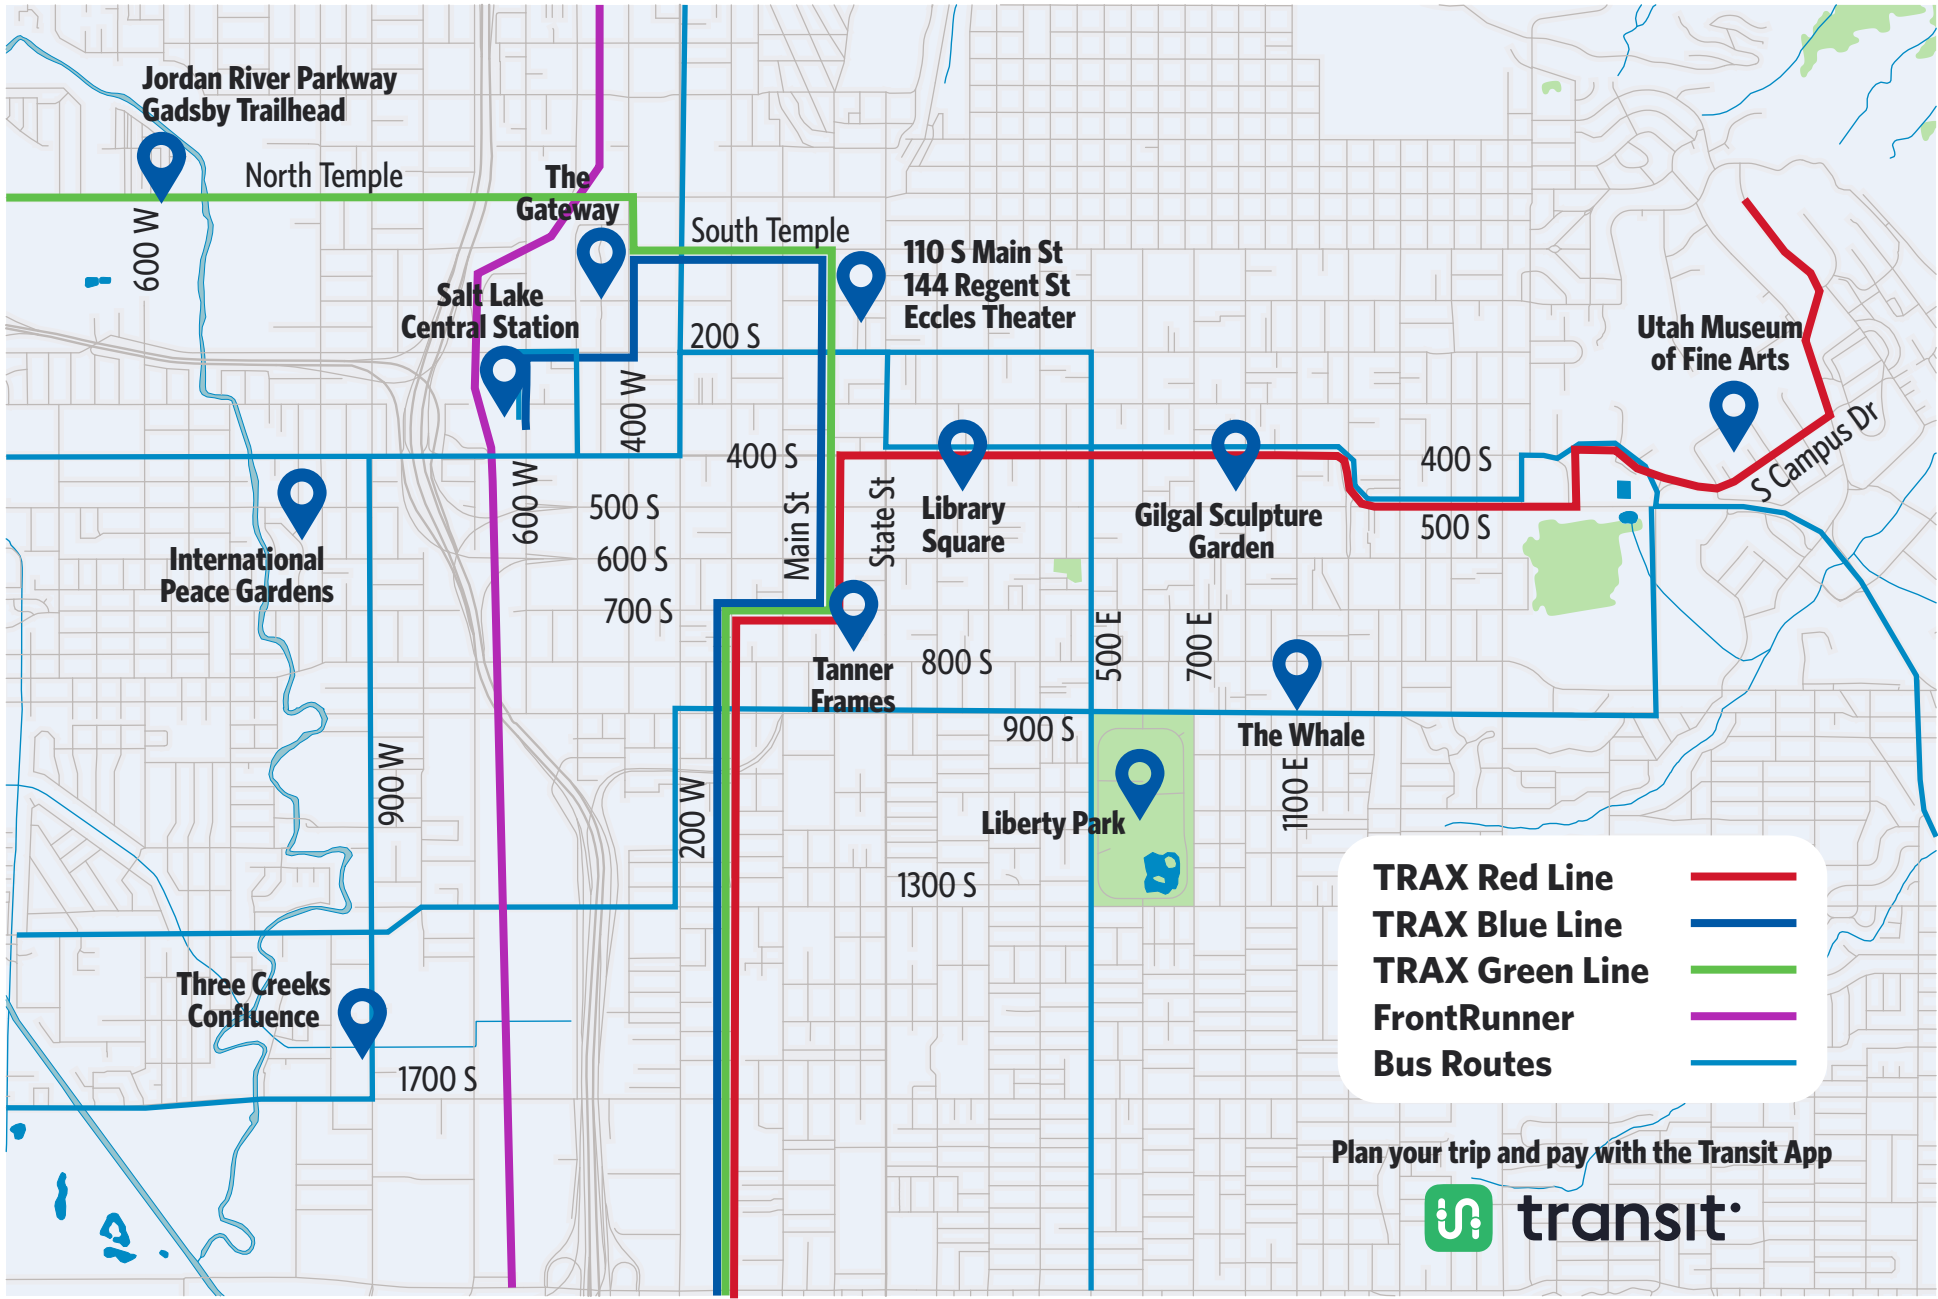 Jordan River Parkway
Gadsby Trailhead
North Temple
600 W
The
Gateway
South Temple
110 S Main St
144 Regent St
Eccles Theater
Salt Lake
Central Station
200 S
400 W
Utah Museum
of Fine Arts
S Campus Dr
400 S
400 S
International
Peace Gardens
600 W
500 S
600 S
700 S
Main St
State St
Library
Square
Gilgal Sculpture
Garden
500 S
Tanner
Frames
800 S
500 E
700 E
900 S
The Whale
1100 E
900 W
200 W
Liberty Park
1300 S
Three Creeks
Confluence
1700 S
TRAX Red Line
TRAX Blue Line
TRAX Green Line
FrontRunner
Bus Routes
Plan your trip and pay with the Transit App
transit